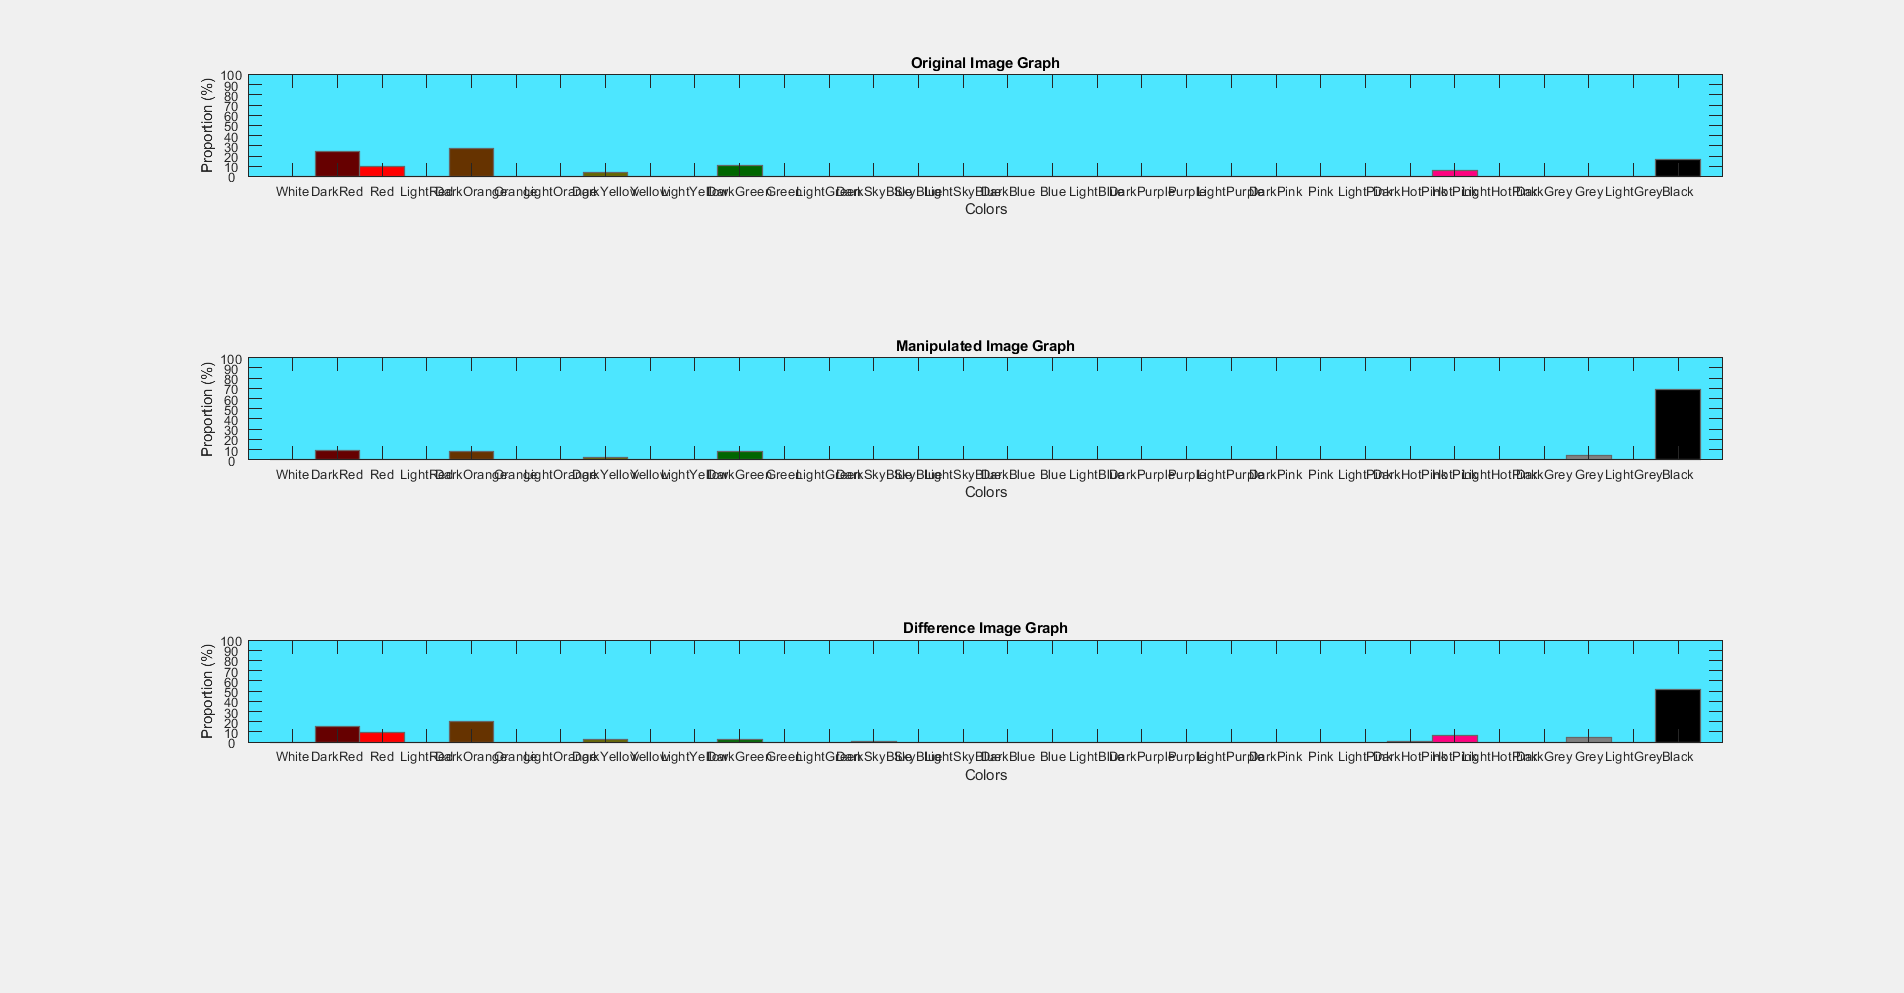 Original Image Graph
Proportion (%)
100
90
80
70
60
50
40
30
20
10
0
White DarkRed Red LightRed DarkOrange Orange LightOrange DarkYellow Yellow LightYellow DarkGreen Green LightGreen DarkSkyBlue SkyBlue LightSkyBlue DarkBlue Blue LightBlue DarkPurple Purple LightPurple DarkPink Pink LightPink DarkHotPink HotPink LightHotPink DarkGrey Grey LightGrey Black
Colors
Manipulated Image Graph
Proportion (%)
100
90
80
70
60
50
40
30
20
10
0
White DarkRed Red LightRed DarkOrange Orange LightOrange DarkYellow Yellow LightYellow DarkGreen Green LightGreen DarkSkyBlue SkyBlue LightSkyBlue DarkBlue Blue LightBlue DarkPurple Purple LightPurple DarkPink Pink LightPink DarkHotPink HotPink LightHotPink DarkGrey Grey LightGrey Black
Colors
Difference Image Graph
Proportion (%)
100
90
80
70
60
50
40
30
20
10
0
White DarkRed Red LightRed DarkOrange Orange LightOrange DarkYellow Yellow LightYellow DarkGreen Green LightGreen DarkSkyBlue SkyBlue LightSkyBlue DarkBlue Blue LightBlue DarkPurple Purple LightPurple DarkPink Pink LightPink DarkHotPink HotPink LightHotPink DarkGrey Grey LightGrey Black
Colors